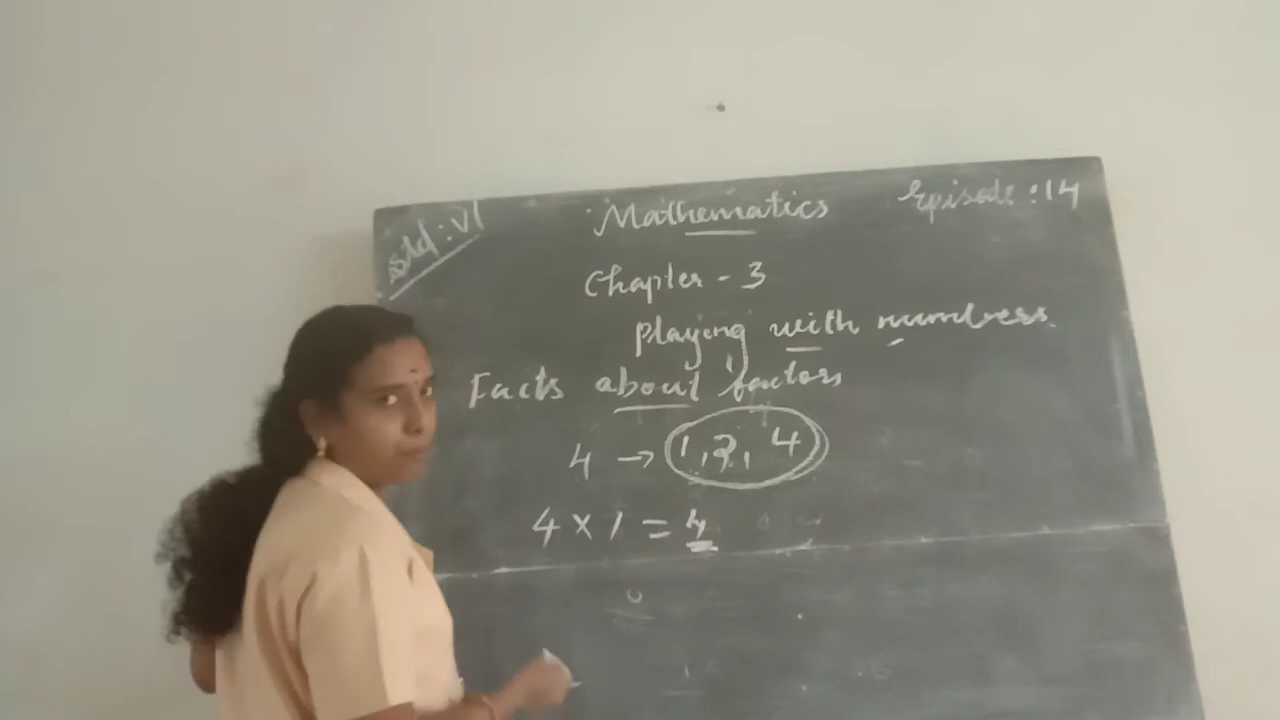 Std : VI
Mathematics
Episode : 14
Chapter - 3
Playing with numbers
Facts about factors
4 → 1, 2, 4
4 × 1 = 4